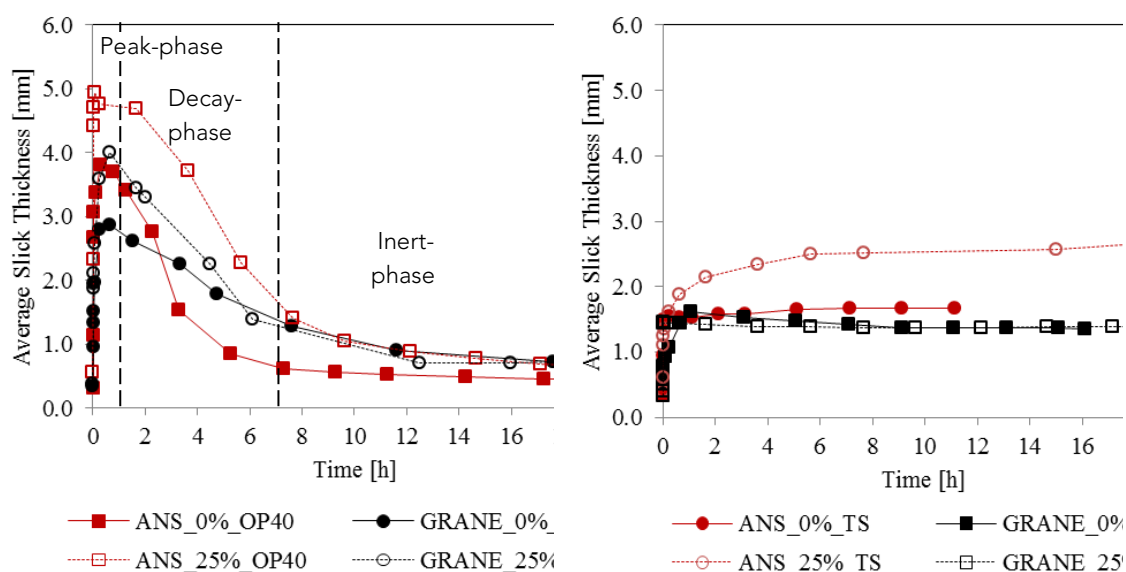 6.0
5.0
4.0
3.0
2.0
1.0
0.0
Average Slick Thickness [mm]
Peak-phase
Decay-
phase
Inert-
phase
0 2 4 6 8 10 12 14 16
Time [h]
ANS_0%_OP40 GRANE_0%_
ANS_25%_OP40 GRANE_25%
6.0
5.0
4.0
3.0
2.0
1.0
0.0
Average Slick Thickness [mm]
0 2 4 6 8 10 12 14 16
Time [h]
ANS_0%_TS GRANE_0%
ANS_25%_TS GRANE_25%